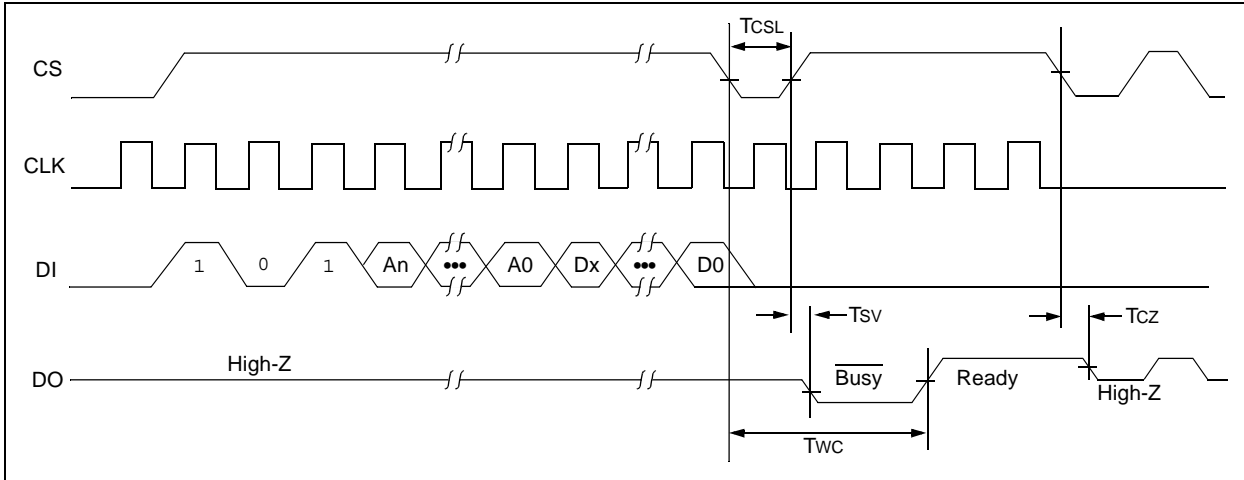 TCSL
CS
CLK
DI
1 0 1 An ••• A0 Dx ••• D0
TSV
TCZ
High-Z
DO
Busy
Ready
High-Z
TWC